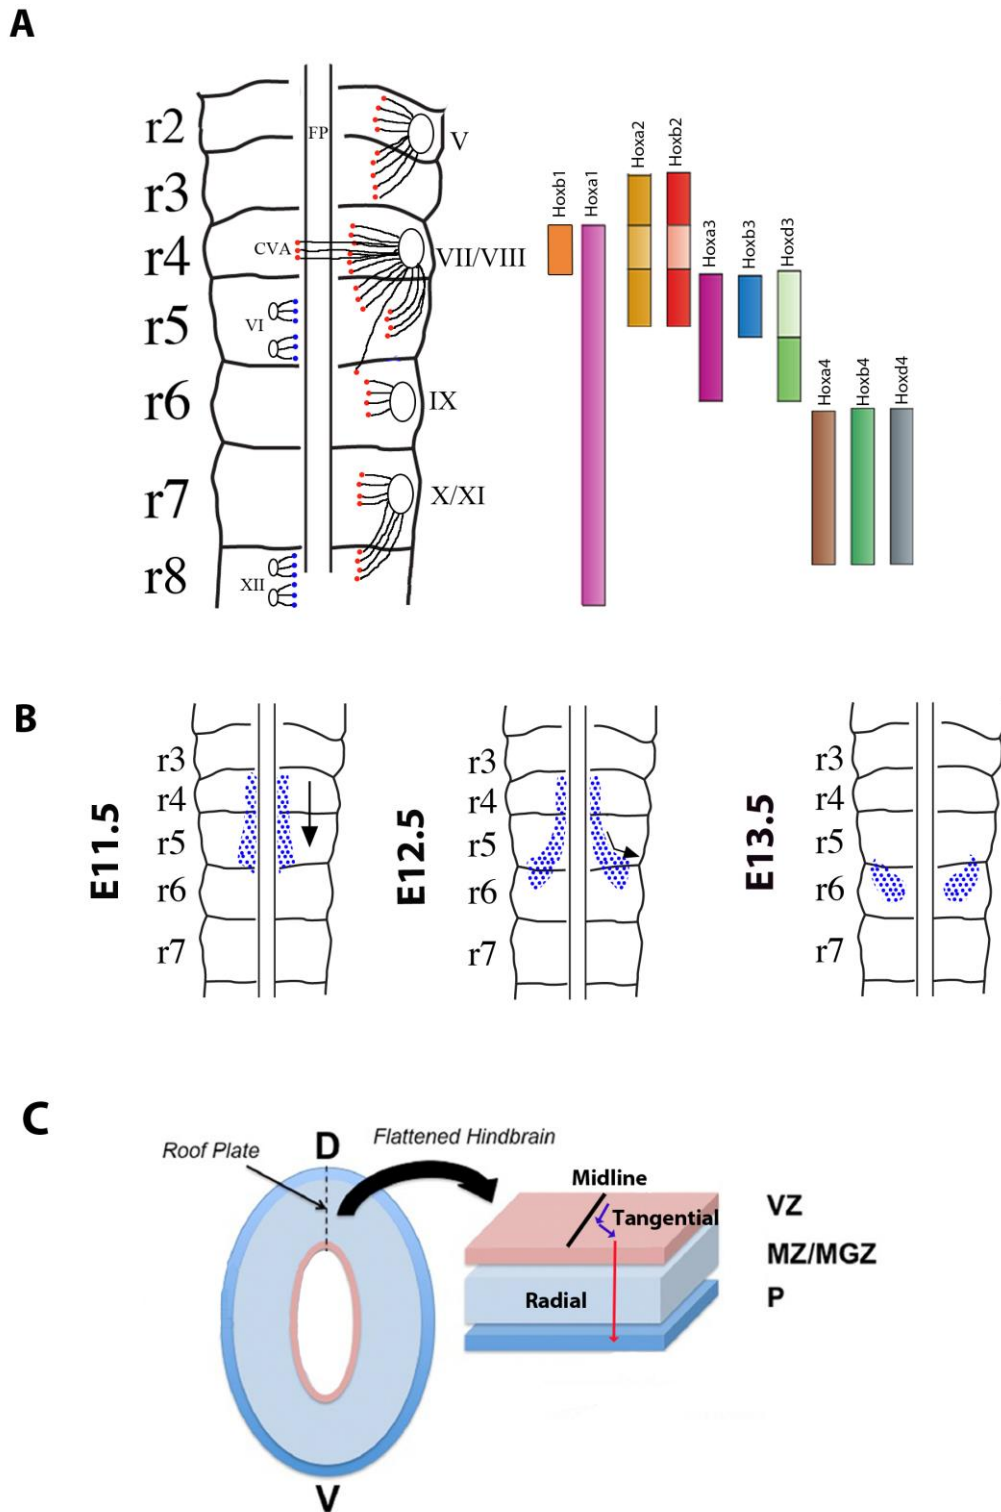 A
r2
r3
r4
r5
r6
r7
r8
FP
CVA
VI
XII
V
VII/VIII
IX
X/XI
Hoxb1
Hoxa1
Hoxa2
Hoxb2
Hoxa3
Hoxb3
Hoxd3
Hoxa4
Hoxb4
Hoxd4
B
E11.5
r3
r4
r5
r6
r7
E12.5
r3
r4
r5
r6
r7
E13.5
r3
r4
r5
r6
r7
C
Roof Plate
D
Flattened Hindbrain
V
Midline
Tangential
Radial
VZ
MZ/MGZ
P